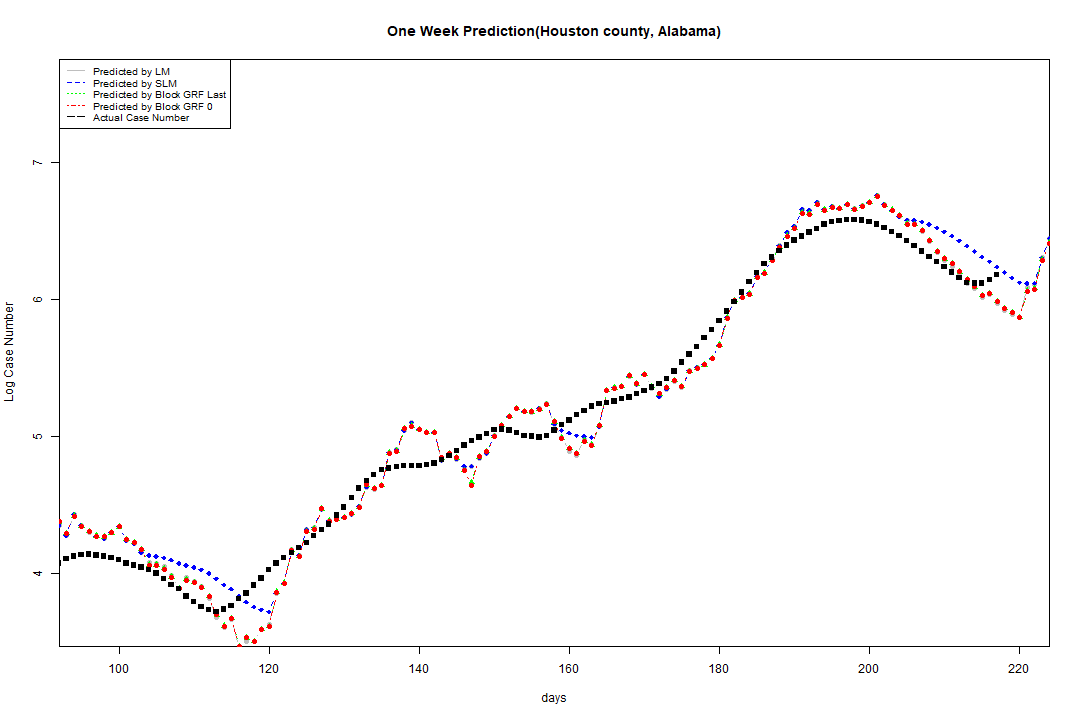 One Week Prediction(Houston county, Alabama)
Predicted by LM
Predicted by SLM
Predicted by Block GRF Last
Predicted by Block GRF 0
Actual Case Number
7
6
5
4
Log Case Number
100 120 140 160 180 200 220
days